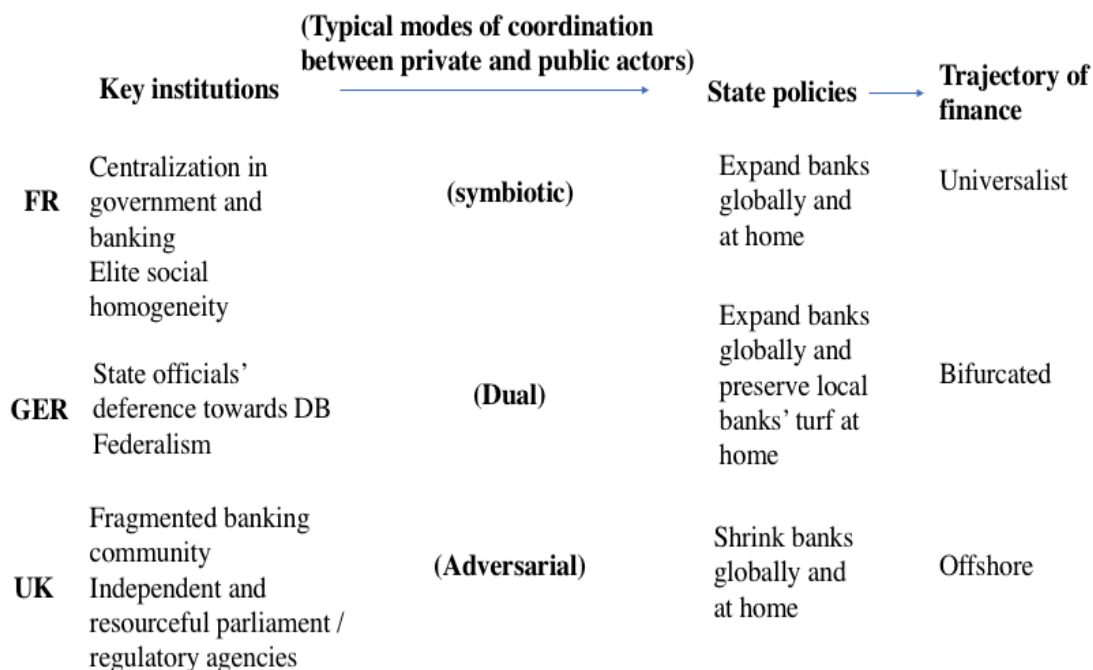 (Typical modes of coordination
between private and public actors)
Key institutions
State policies
Trajectory of
finance
FR
Centralization in
government and
banking
Elite social
homogeneity
(symbiotic)
Expand banks
globally and
at home
Universalist
GER
State officials’
deference towards DB
Federalism
(Dual)
Expand banks
globally and
preserve local
banks’ turf at
home
Bifurcated
UK
Fragmented banking
community
Independent and
resourceful parliament /
regulatory agencies
(Adversarial)
Shrink banks
globally and
at home
Offshore